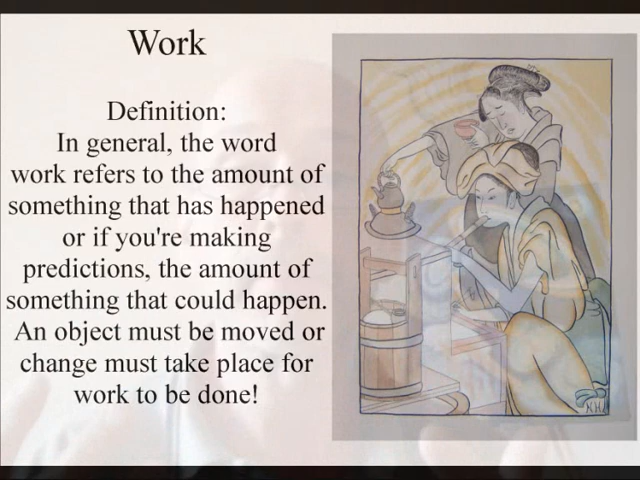 Work
Definition:
In general, the word
work refers to the amount of
something that has happened
or if you're making
predictions, the amount of
something that could happen.
An object must be moved or
change must take place for
work to be done!
KH